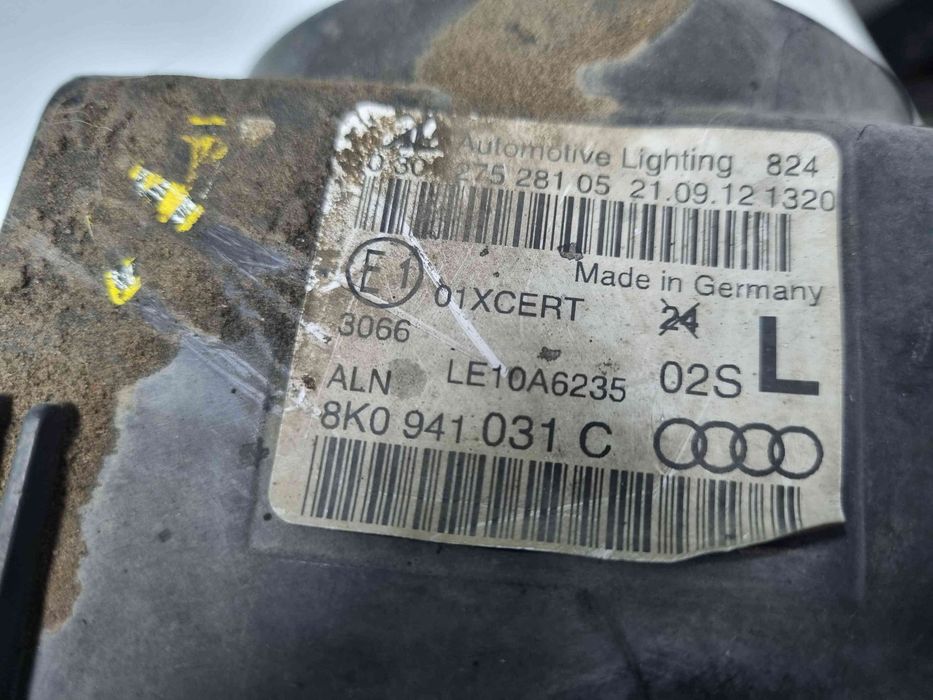 AL Automotive Lighting 824
275 281 05 21.09.12 1320
Made in Germany
E1 01XCERT 24
3066
ALN LE10A6235 02S L
8K0 941 031 C